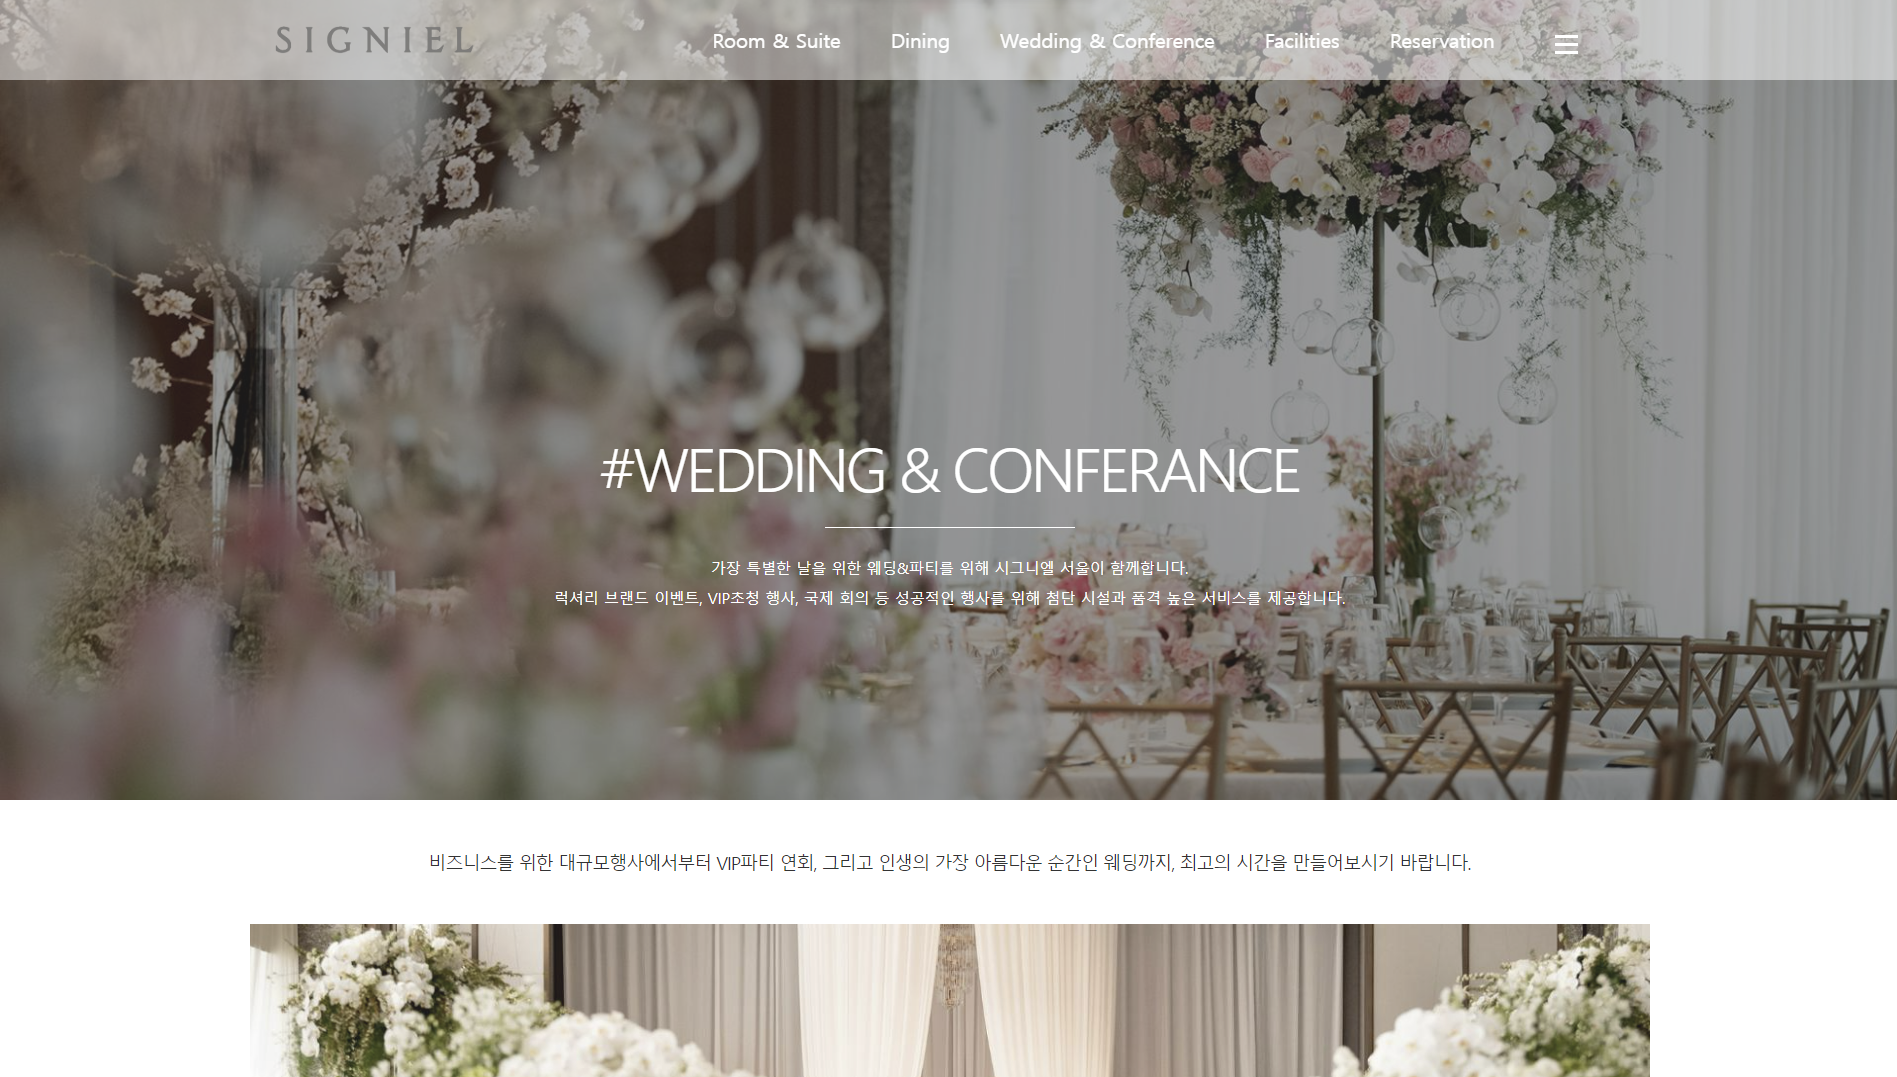 SIGNIEL
Room & Suite
Dining
Wedding & Conference
Facilities
Reservation
#WEDDING & CONFERANCE
가장 특별한 날을 위한 웨딩&파티를 위해 시그니엘 서울이 함께합니다.
럭셔리 브랜드 이벤트, VIP초청 행사, 국제 회의 등 성공적인 행사를 위해 첨단 시설과 품격 높은 서비스를 제공합니다.
비즈니스를 위한 대규모행사에서부터 VIP파티 연회, 그리고 인생의 가장 아름다운 순간인 웨딩까지, 최고의 시간을 만들어보시기 바랍니다.